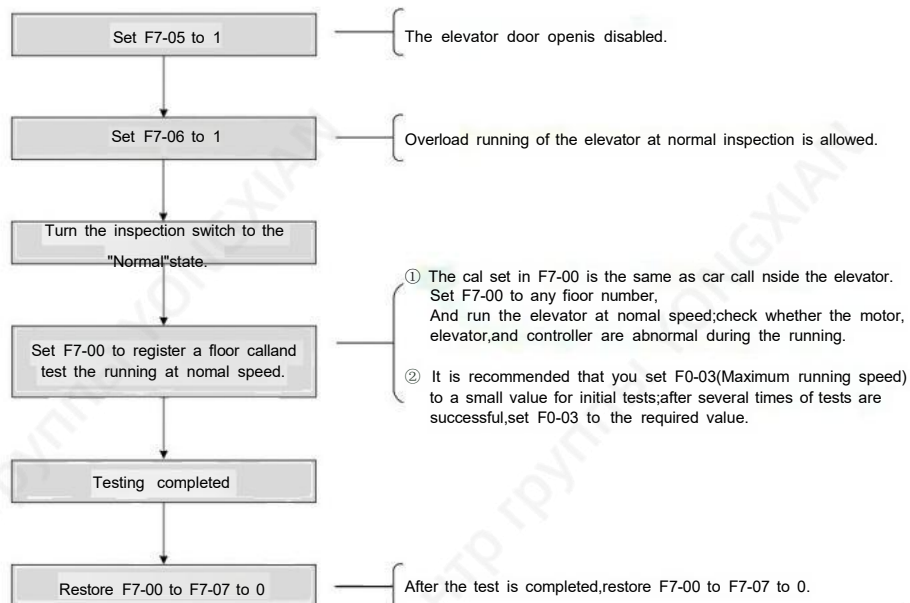 Set F7-05 to 1
The elevator door openis disabled.
Set F7-06 to 1
Overload running of the elevator at normal inspection is allowed.
Turn the inspection switch to the
"Normal"state.
① The cal set in F7-00 is the same as car call nside the elevator.
Set F7-00 to any fioor number,
And run the elevator at nomal speed;check whether the motor,
elevator,and controller are abnormal during the running.
Set F7-00 to register a floor calland
test the running at nomal speed.
② It is recommended that you set F0-03(Maximum running speed)
to a small value for initial tests;after several times of tests are
successful,set F0-03 to the required value.
Testing completed
Restore F7-00 to F7-07 to 0
After the test is completed,restore F7-00 to F7-07 to 0.
YONGXIAN
YONGXIAN
группы YONGXIAN
группы YONGXIAN